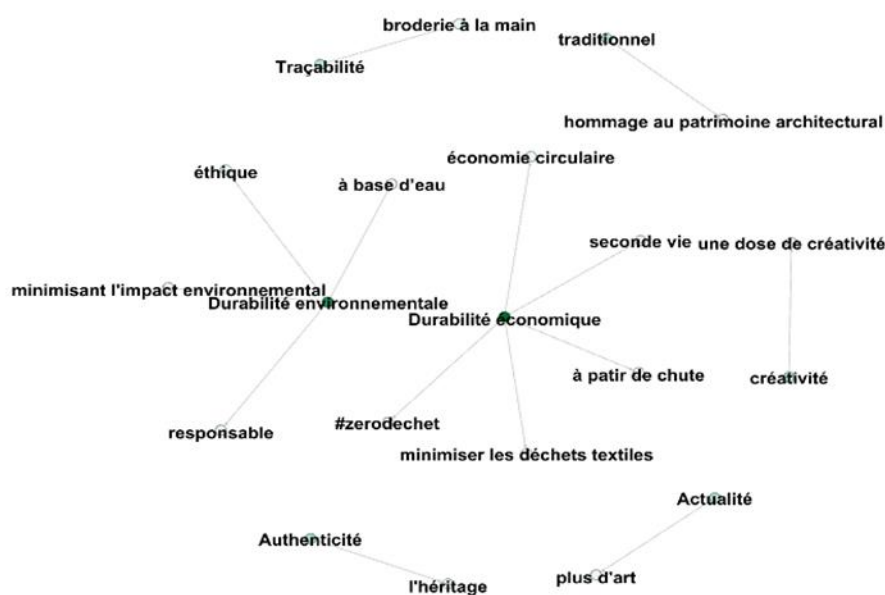 broderie à la main
traditionnel
Traçabilité
hommage au patrimoine architectural
économie circulaire
éthique
à base d'eau
seconde vie
une dose de créativité
minimisant l'impact environnemental
Durabilité environnementale
Durabilité économique
à patir de chute
créativité
#zerodechet
responsable
minimiser les déchets textiles
Actualité
Authenticité
plus d'art
l'héritage